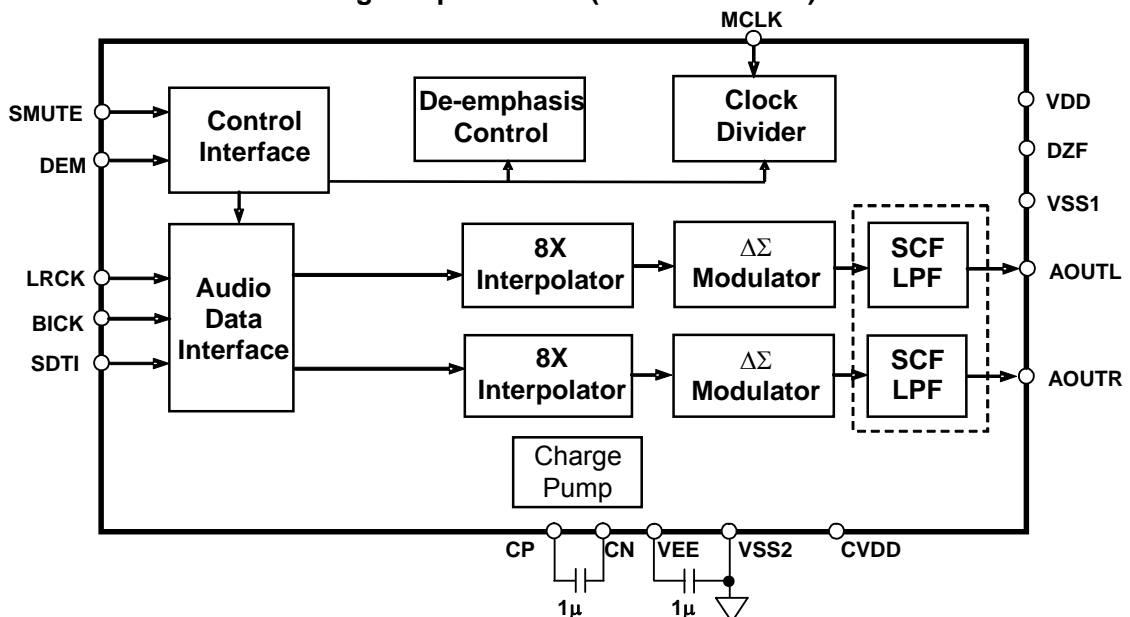 MCLK
SMUTE
DEM
Control
Interface
De-emphasis
Control
Clock
Divider
VDD
DZF
VSS1
LRCK
BICK
SDTI
Audio
Data
Interface
8X
Interpolator
ΔΣ
Modulator
SCF
LPF
AOUTL
8X
Interpolator
ΔΣ
Modulator
SCF
LPF
AOUTR
Charge
Pump
CP
CN
VEE
VSS2
CVDD
1μ
1μ